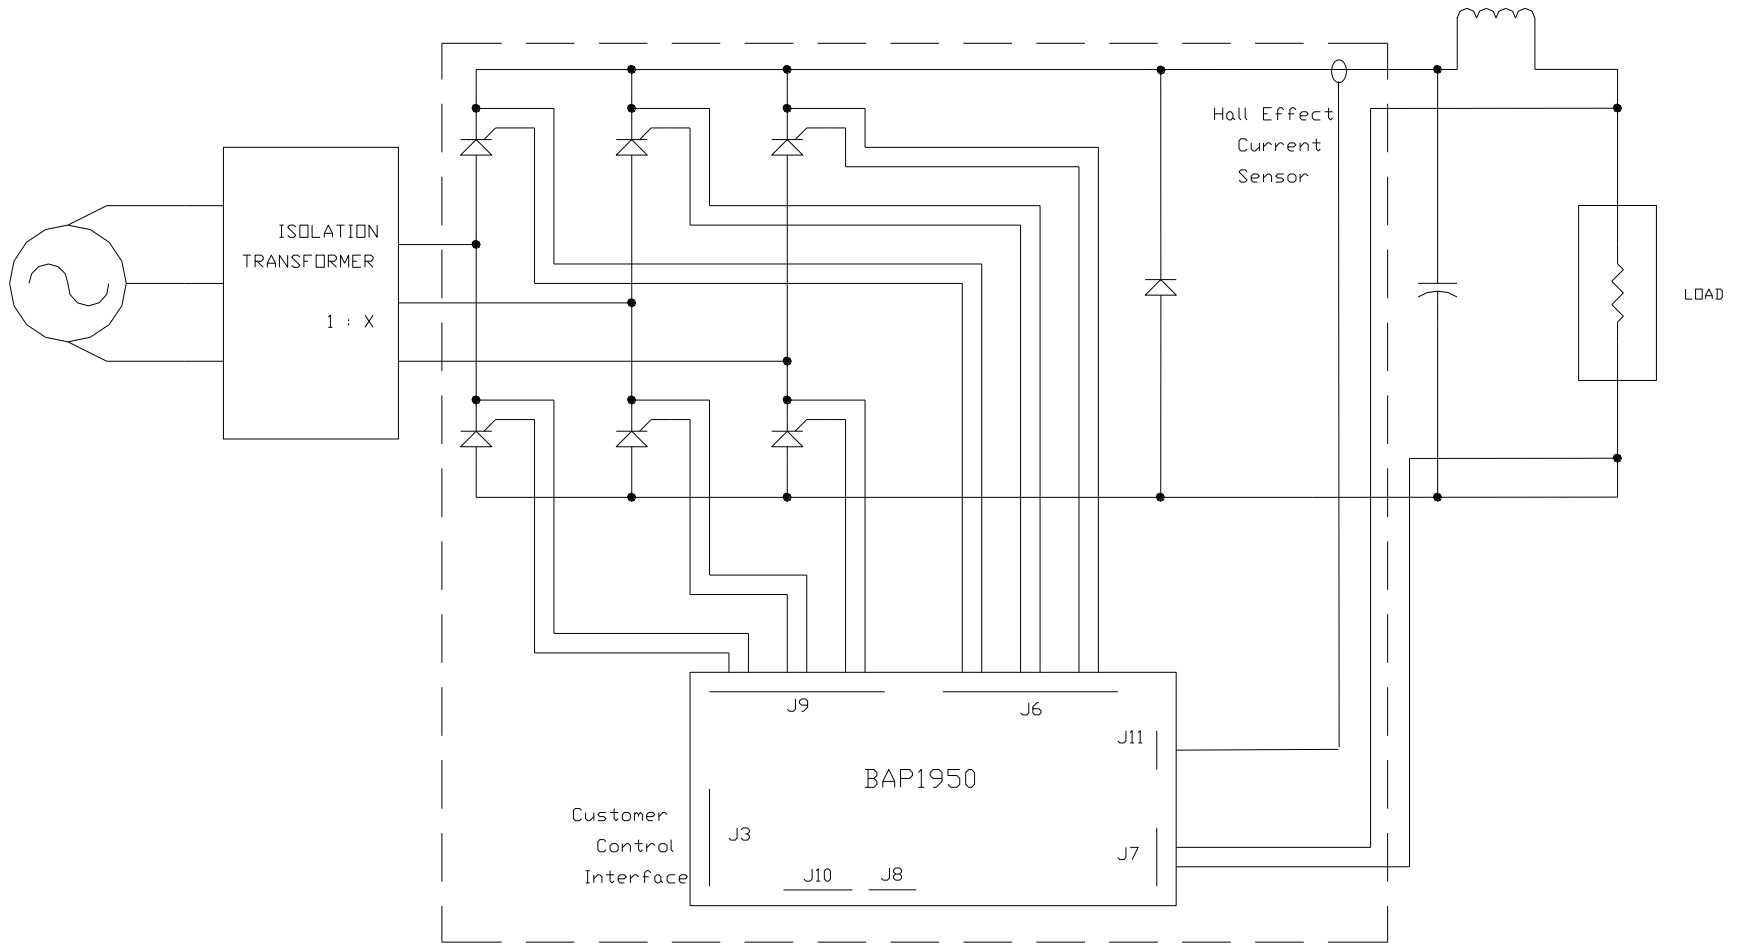 Hall Effect
Current
Sensor
ISOLATION
TRANSFORMER
1 : X
LOAD
J9
J6
J11
BAP1950
Customer
Control
Interface
J3
J7
J10
J8